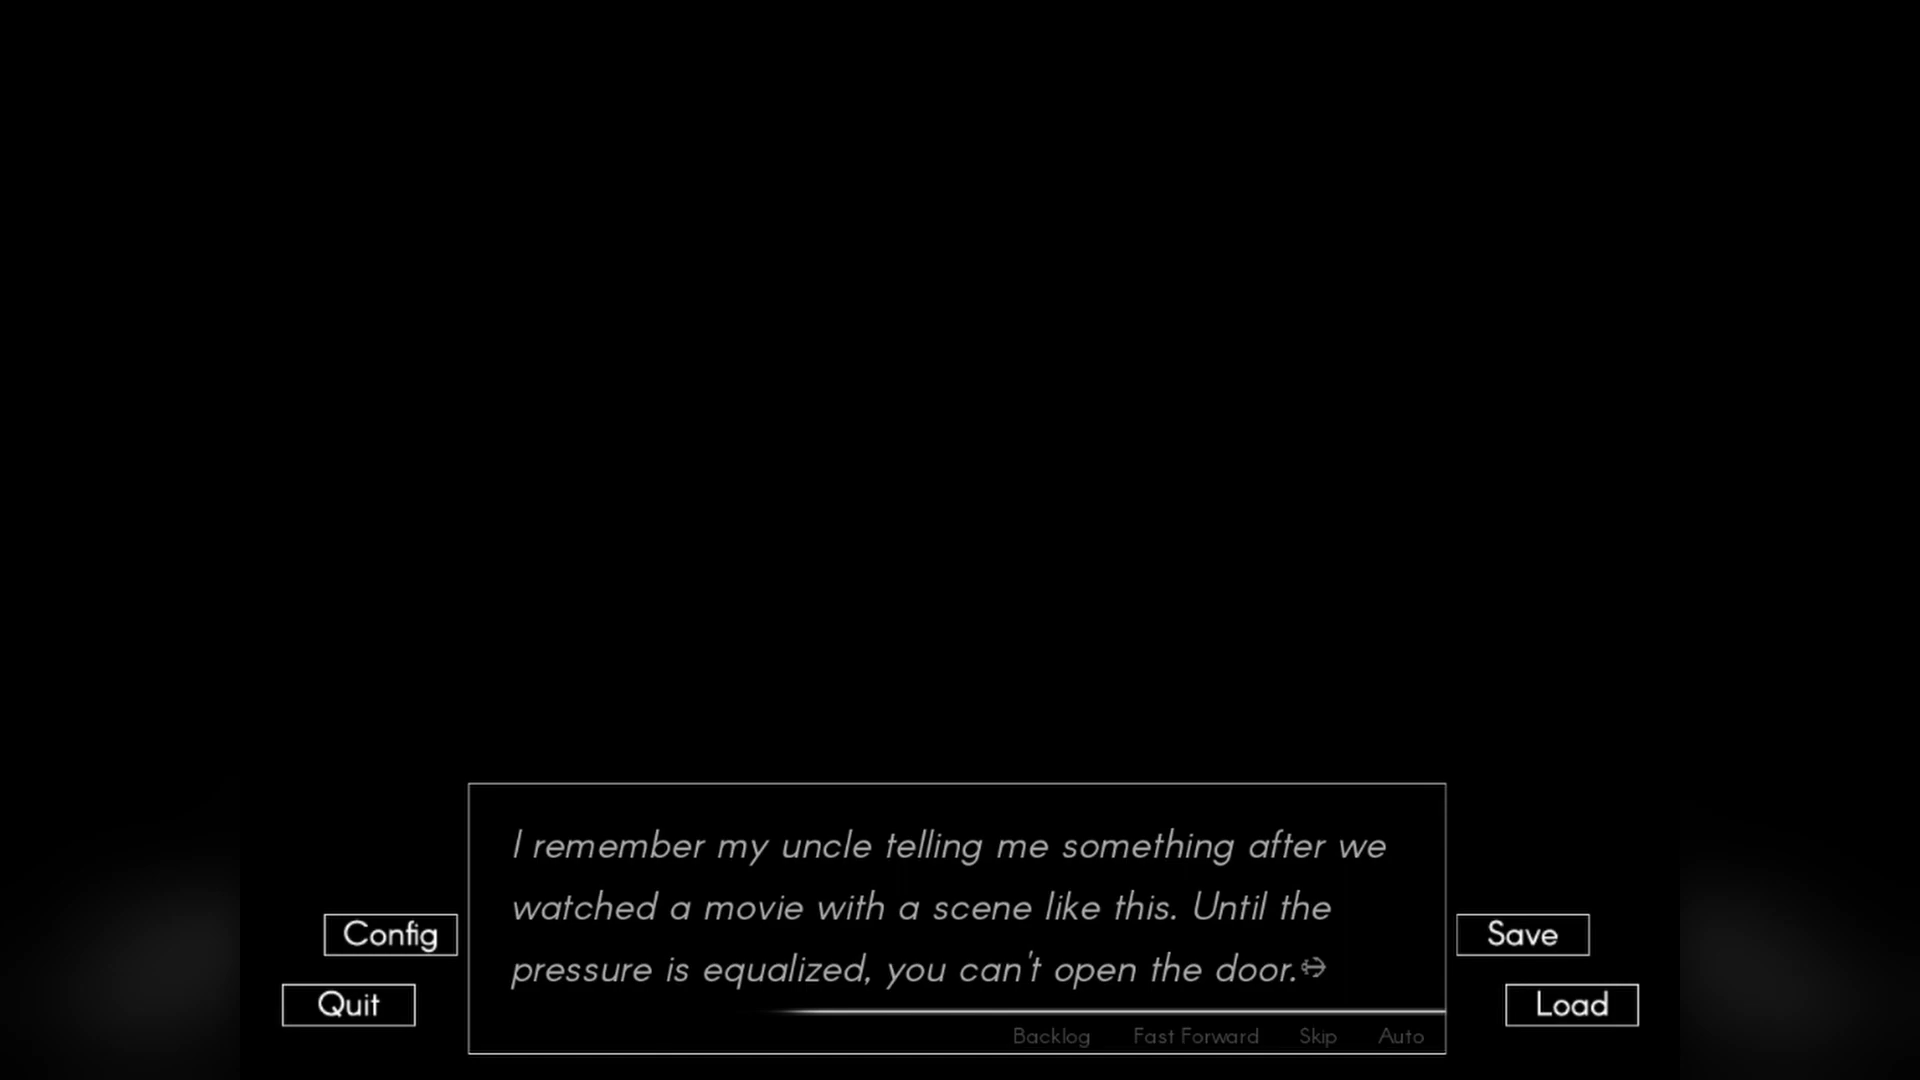 I remember my uncle telling me something after we
watched a movie with a scene like this. Until the
pressure is equalized, you can't open the door.
Config
Save
Quit
Load
Backlog Fast Forward Skip Auto